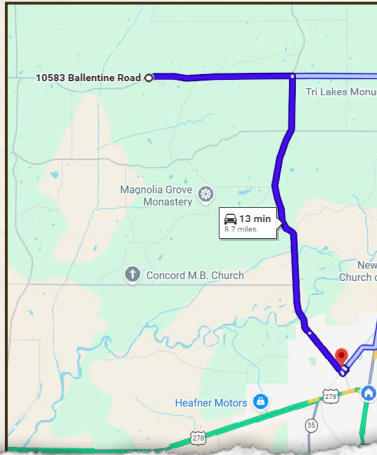 10583 Ballentine Road
Tri Lakes Monu
Magnolia Grove
Monastery
13 min
8.7 miles
Concord M.B. Church
New
Church o
Heafner Motors
278
35
278